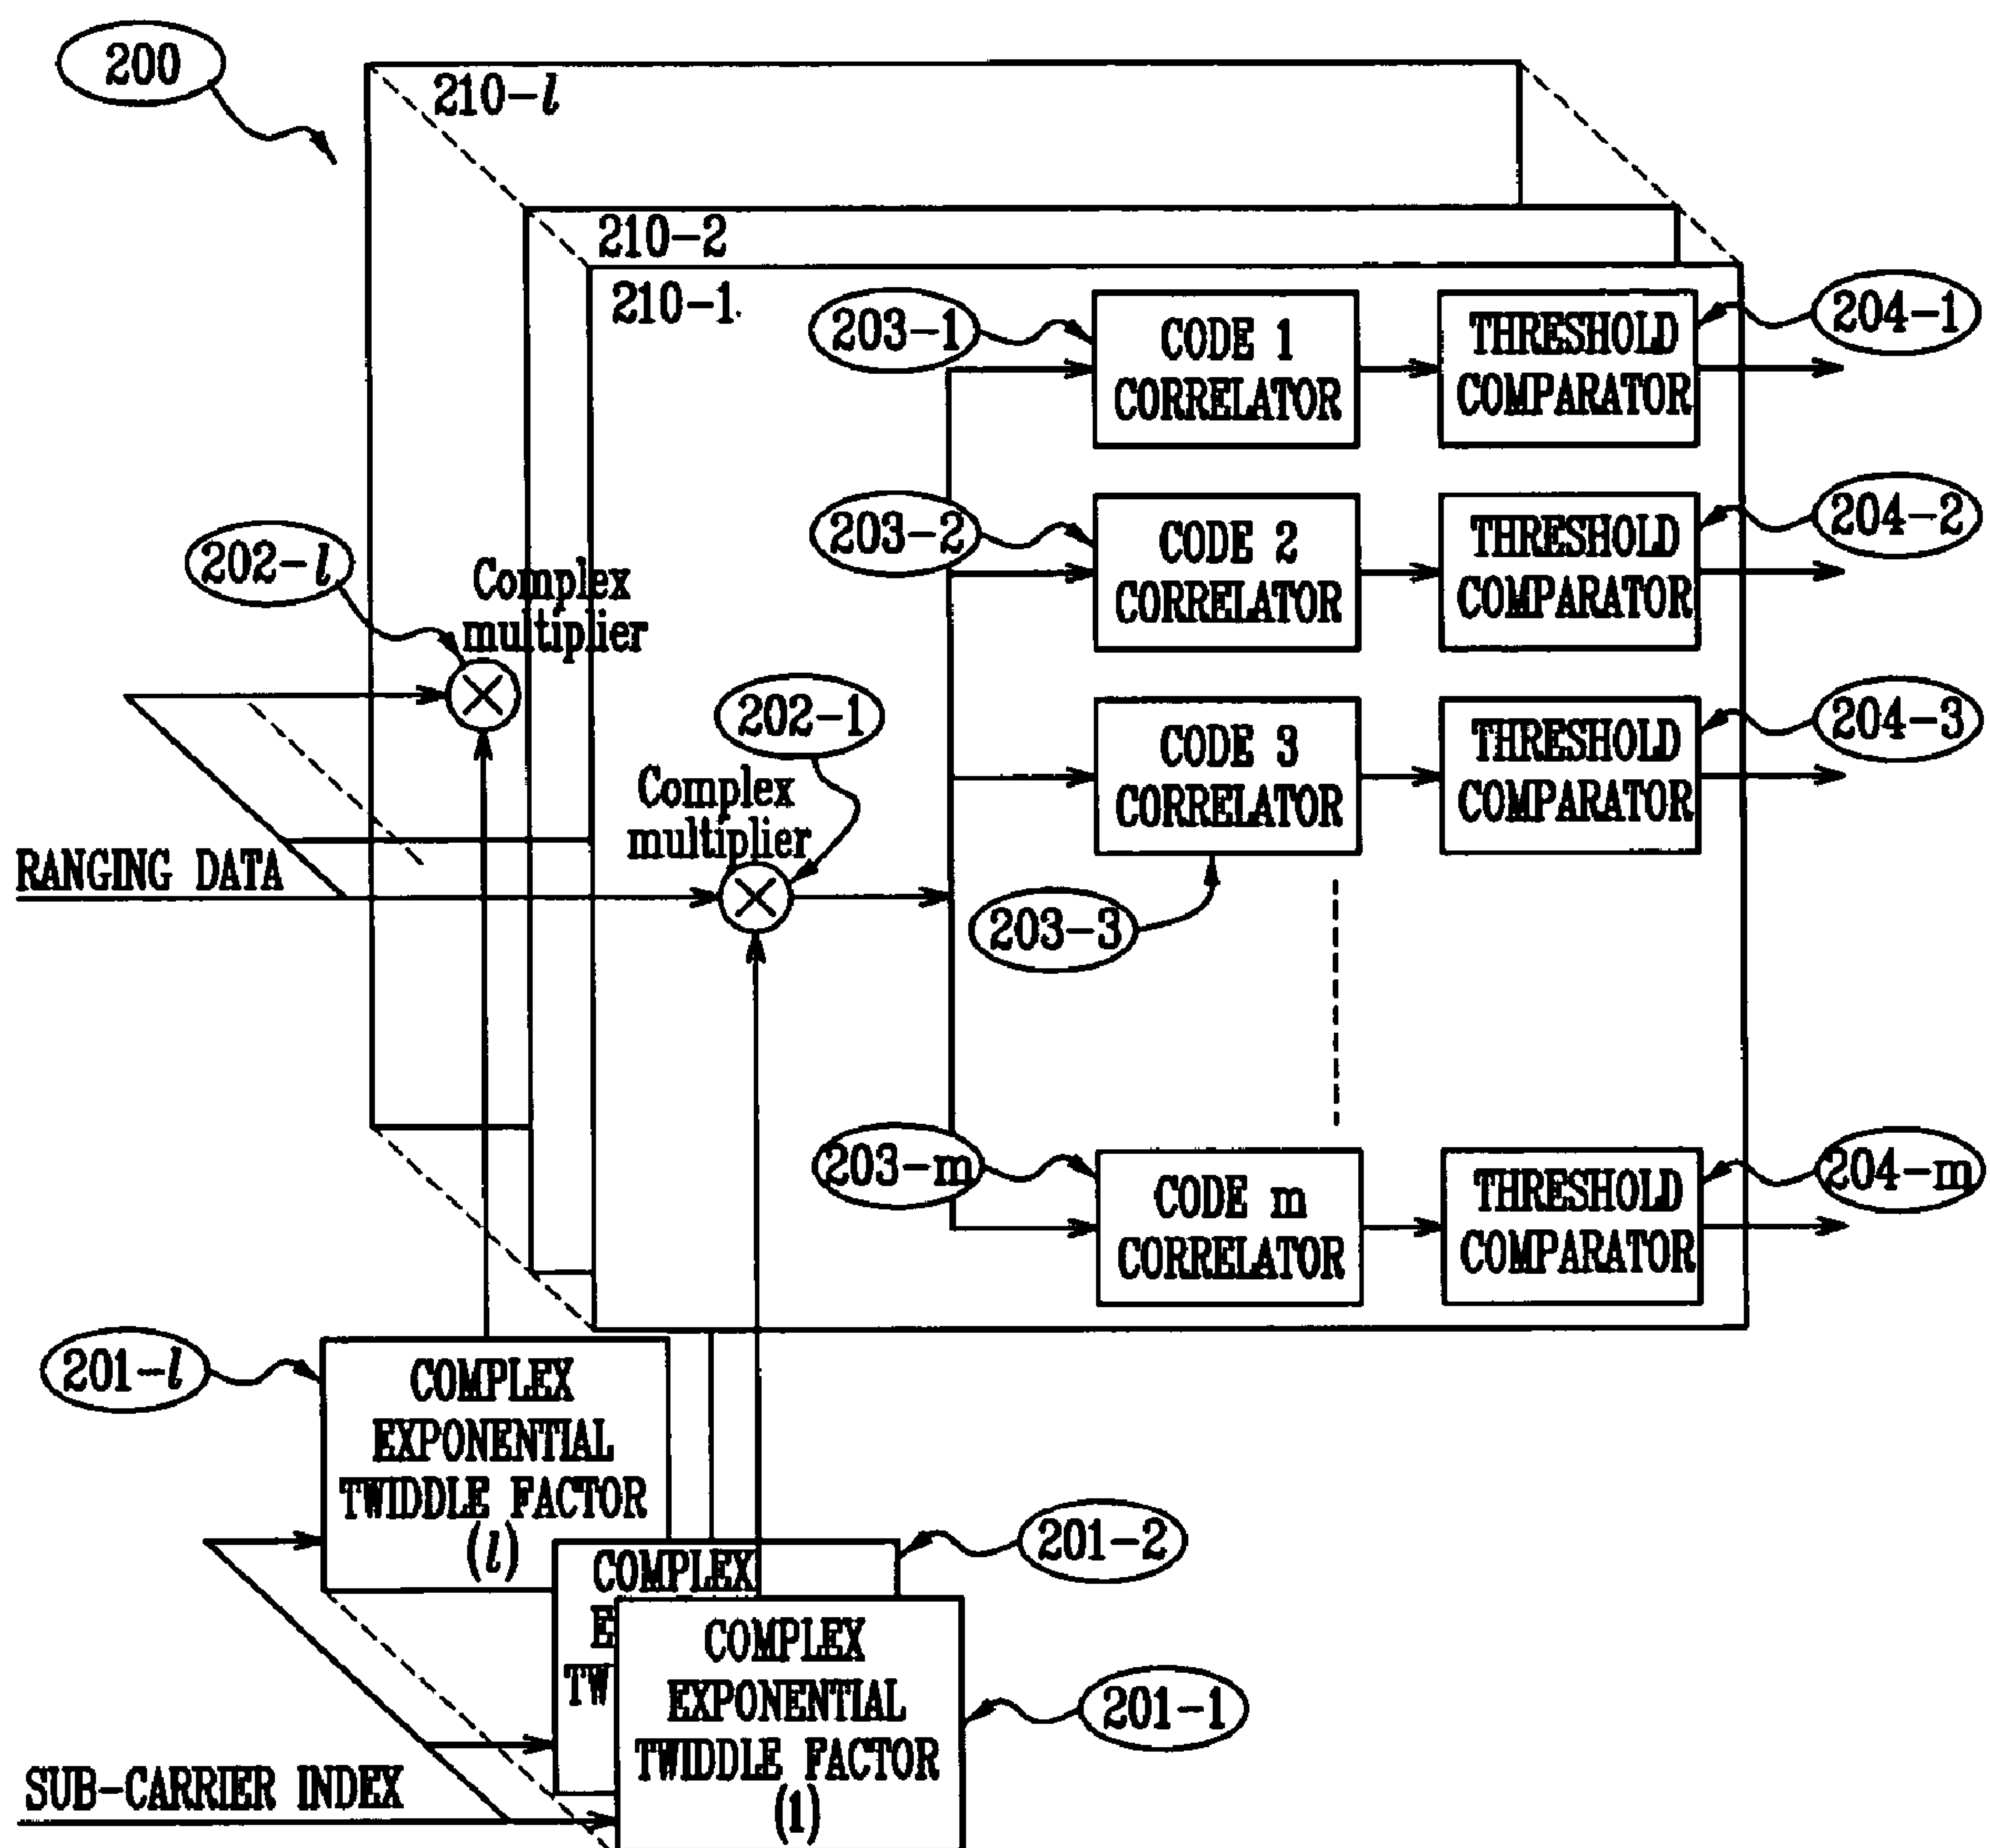 200
210-l
210-2
210-1
203-1
CODE 1
CORRELATOR
THRESHOLD
COMPARATOR
204-1
203-2
CODE 2
CORRELATOR
THRESHOLD
COMPARATOR
204-2
202-l
Complex
multiplier
202-1
Complex
multiplier
CODE 3
CORRELATOR
THRESHOLD
COMPARATOR
204-3
RANGING DATA
203-3
203-m
CODE m
CORRELATOR
THRESHOLD
COMPARATOR
204-m
201-l
COMPLEX
EXPONENTIAL
TWIDDLE FACTOR
(l)
201-2
COMPLEX
E
TW
COMPLEX
EXPONENTIAL
TWIDDLE FACTOR
(1)
201-1
SUB-CARRIER INDEX